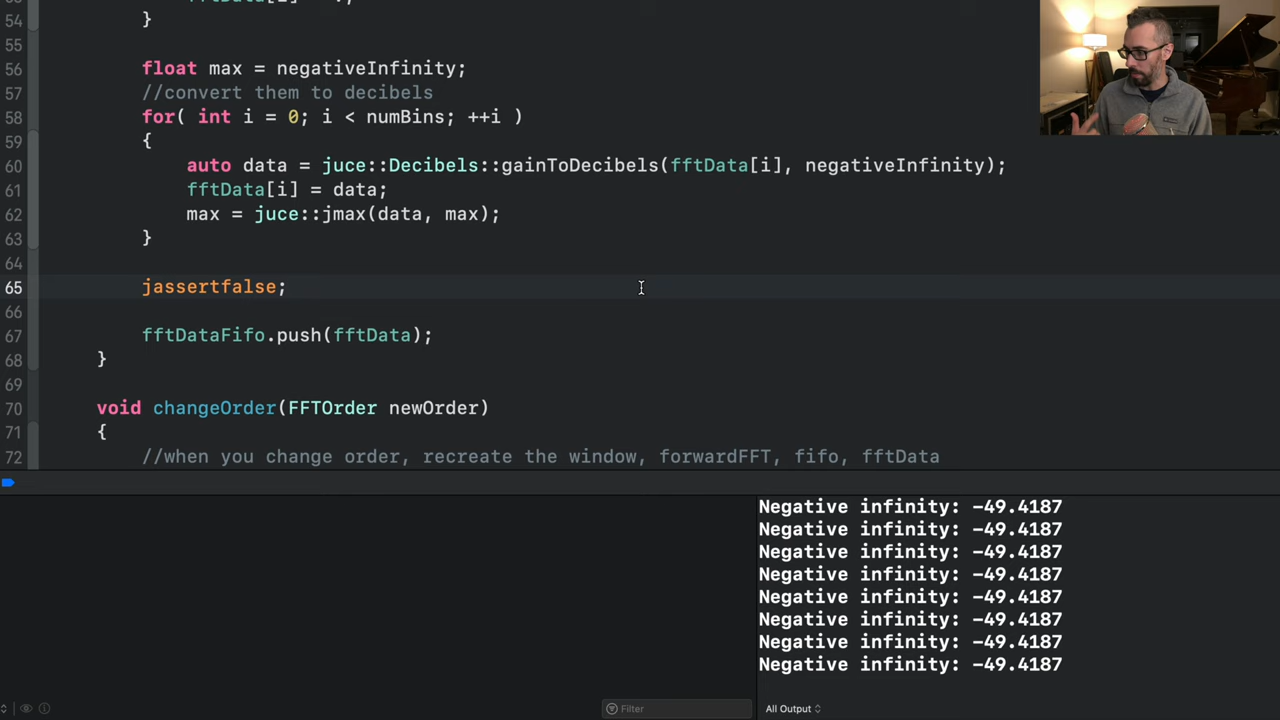 54 }
55
56 float max = negativeInfinity;
57 //convert them to decibels
58 for( int i = 0; i < numBins; ++i )
59 {
60 auto data = juce::Decibels::gainToDecibels(fftData[i], negativeInfinity);
61 fftData[i] = data;
62 max = juce::jmax(data, max);
63 }
64
65 jassertfalse;
66
67 fftDataFifo.push(fftData);
68 }
69
70 void changeOrder(FFTOrder newOrder)
71 {
72 //when you change order, recreate the window, forwardFFT, fifo, fftData
Negative infinity: -49.4187
Negative infinity: -49.4187
Negative infinity: -49.4187
Negative infinity: -49.4187
Negative infinity: -49.4187
Negative infinity: -49.4187
Negative infinity: -49.4187
Negative infinity: -49.4187
Filter
All Output